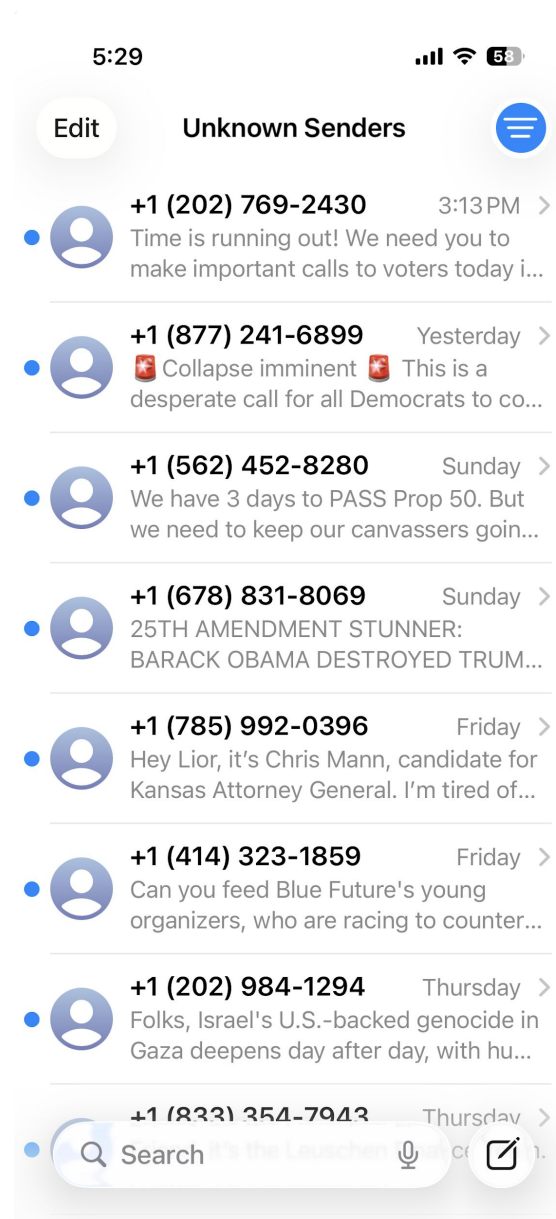 5:29
58
Edit
Unknown Senders
+1 (202) 769-2430 3:13 PM
Time is running out! We need you to
make important calls to voters today i...
+1 (877) 241-6899 Yesterday
🚨 Collapse imminent 🚨 This is a
desperate call for all Democrats to co...
+1 (562) 452-8280 Sunday
We have 3 days to PASS Prop 50. But
we need to keep our canvassers goin...
+1 (678) 831-8069 Sunday
25TH AMENDMENT STUNNER:
BARACK OBAMA DESTROYED TRUM...
+1 (785) 992-0396 Friday
Hey Lior, it’s Chris Mann, candidate for
Kansas Attorney General. I’m tired of...
+1 (414) 323-1859 Friday
Can you feed Blue Future's young
organizers, who are racing to counter...
+1 (202) 984-1294 Thursday
Folks, Israel's U.S.-backed genocide in
Gaza deepens day after day, with hu...
+1 (833) 354-7943 Thursday
it's the Leuschen
Search